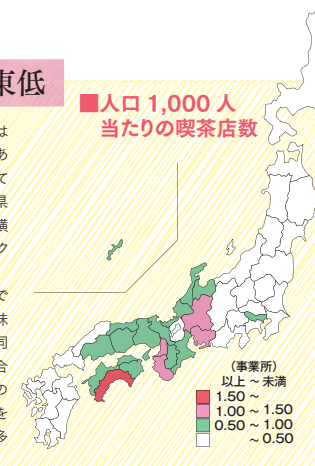 東低
■人口 1,000 人
当たりの喫茶店数
は
あ
て
県
横
ク
で
味
同
合
の
を
多
（事業所）
以上 ~ 未満
1.50 ~
1.00 ~ 1.50
0.50 ~ 1.00
~ 0.50